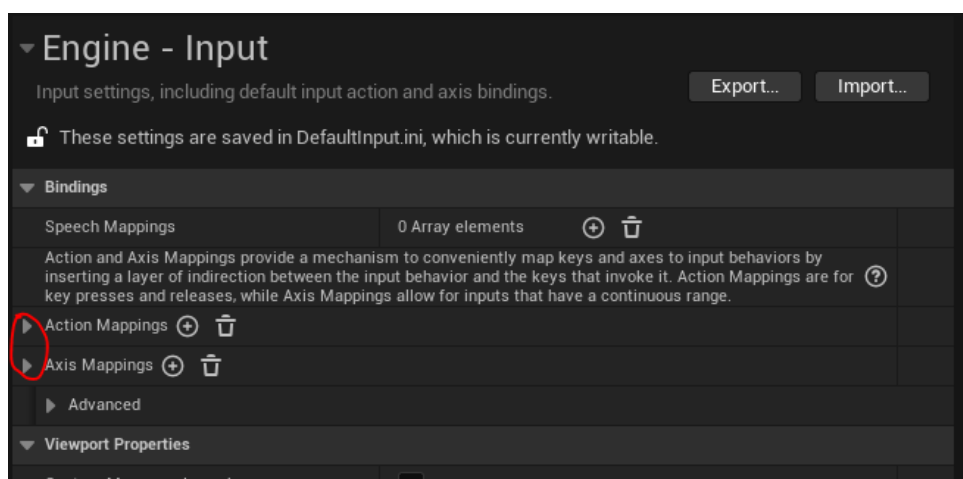 Engine - Input
Input settings, including default input action and axis bindings.
Export...
Import...
These settings are saved in DefaultInput.ini, which is currently writable.
Bindings
Speech Mappings
0 Array elements
Action and Axis Mappings provide a mechanism to conveniently map keys and axes to input behaviors by
inserting a layer of indirection between the input behavior and the keys that invoke it. Action Mappings are for
key presses and releases, while Axis Mappings allow for inputs that have a continuous range.
Action Mappings
Axis Mappings
Advanced
Viewport Properties